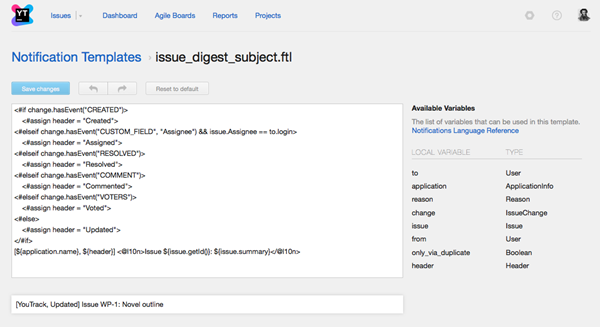 YT
Issues
Dashboard
Agile Boards
Reports
Projects
Notification Templates › issue_digest_subject.ftl
Save changes
Reset to default
<#if change.hasEvent("CREATED")>
<#assign header = "Created">
<#elseif change.hasEvent("CUSTOM_FIELD", "Assignee") && issue.Assignee == to.login>
<#assign header = "Assigned">
<#elseif change.hasEvent("RESOLVED")>
<#assign header = "Resolved">
<#elseif change.hasEvent("COMMENT")>
<#assign header = "Commented">
<#elseif change.hasEvent("VOTERS")>
<#assign header = "Voted">
<#else>
<#assign header = "Updated">
</#if>
[${application.name}, ${header}] <@l10n>Issue ${issue.getId()}: ${issue.summary}</@l10n>
[YouTrack, Updated] Issue WP-1: Novel outline
Available Variables
The list of variables that can be used in this template.
Notifications Language Reference
LOCAL VARIABLE TYPE
to User
application ApplicationInfo
reason Reason
change IssueChange
issue Issue
from User
only_via_duplicate Boolean
header Header